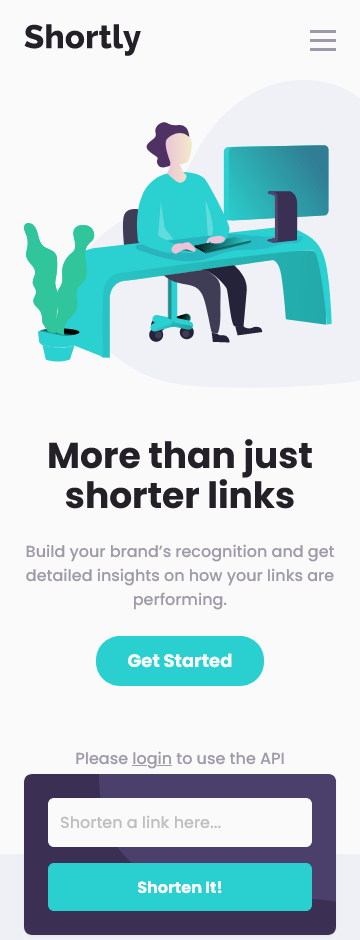 Shortly
More than just
shorter links
Build your brand’s recognition and get
detailed insights on how your links are
performing.
Get Started
Please login to use the API
Shorten a link here...
Shorten It!